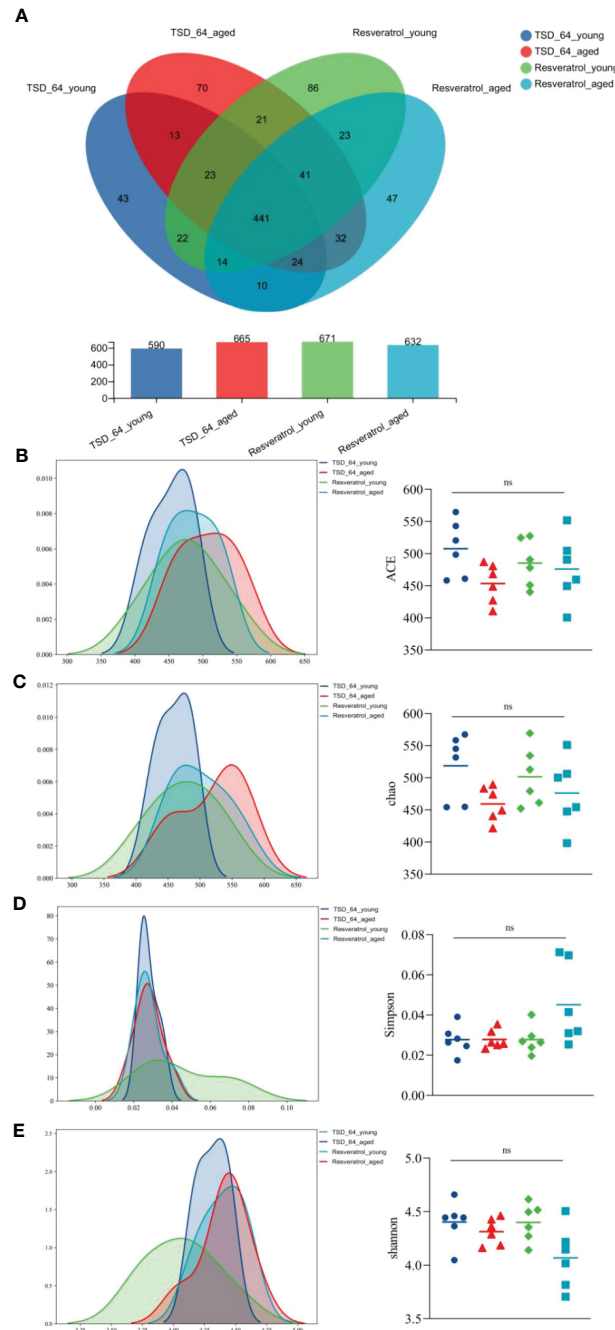 A
TSD_64_aged
Resveratrol_young
TSD_64_young
Resveratrol_aged
TSD_64_young
TSD_64_aged
Resveratrol_young
Resveratrol_aged
70
86
13
21
23
43
23
41
47
441
22
32
14
24
10
600
400
200
0
590
665
671
632
TSD_64_young
TSD_64_aged
Resveratrol_young
Resveratrol_aged
B
TSD_64_young
TSD_64_aged
Resveratrol_young
Resveratrol_aged
0.010
0.008
0.006
0.004
0.002
0.000
300 350 400 450 500 550 600 650
ns
ACE
600
550
500
450
400
350
C
TSD_64_young
TSD_64_aged
Resveratrol_young
Resveratrol_aged
0.012
0.010
0.008
0.006
0.004
0.002
0.000
300 350 400 450 500 550 600 650
ns
chao
600
550
500
450
400
350
D
TSD_64_young
TSD_64_aged
Resveratrol_young
Resveratrol_aged
80
70
60
50
40
30
20
10
0
0.00 0.02 0.04 0.06 0.08 0.10
ns
Simpson
0.08
0.06
0.04
0.02
0.00
E
TSD_64_young
TSD_64_aged
Resveratrol_young
Resveratrol_aged
2.5
2.0
1.5
1.0
0.5
0.0
ns
shannon
5.0
4.5
4.0
3.5